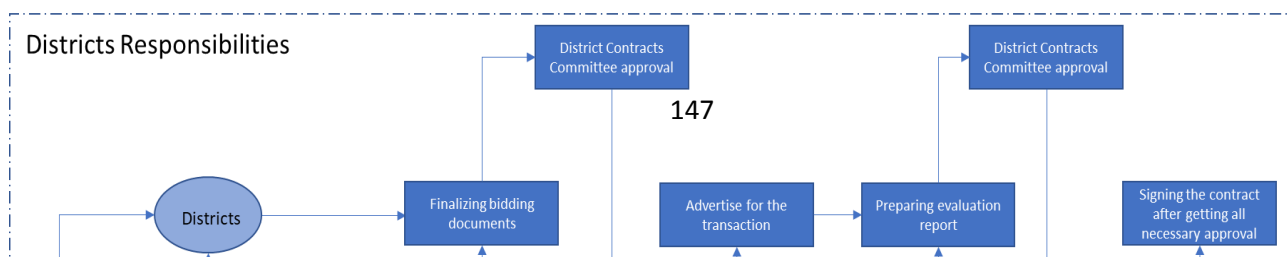 Districts Responsibilities
District Contracts
Committee approval
District Contracts
Committee approval
147
Districts
Finalizing bidding
documents
Advertise for the
transaction
Preparing evaluation
report
Signing the contract
after getting all
necessary approval